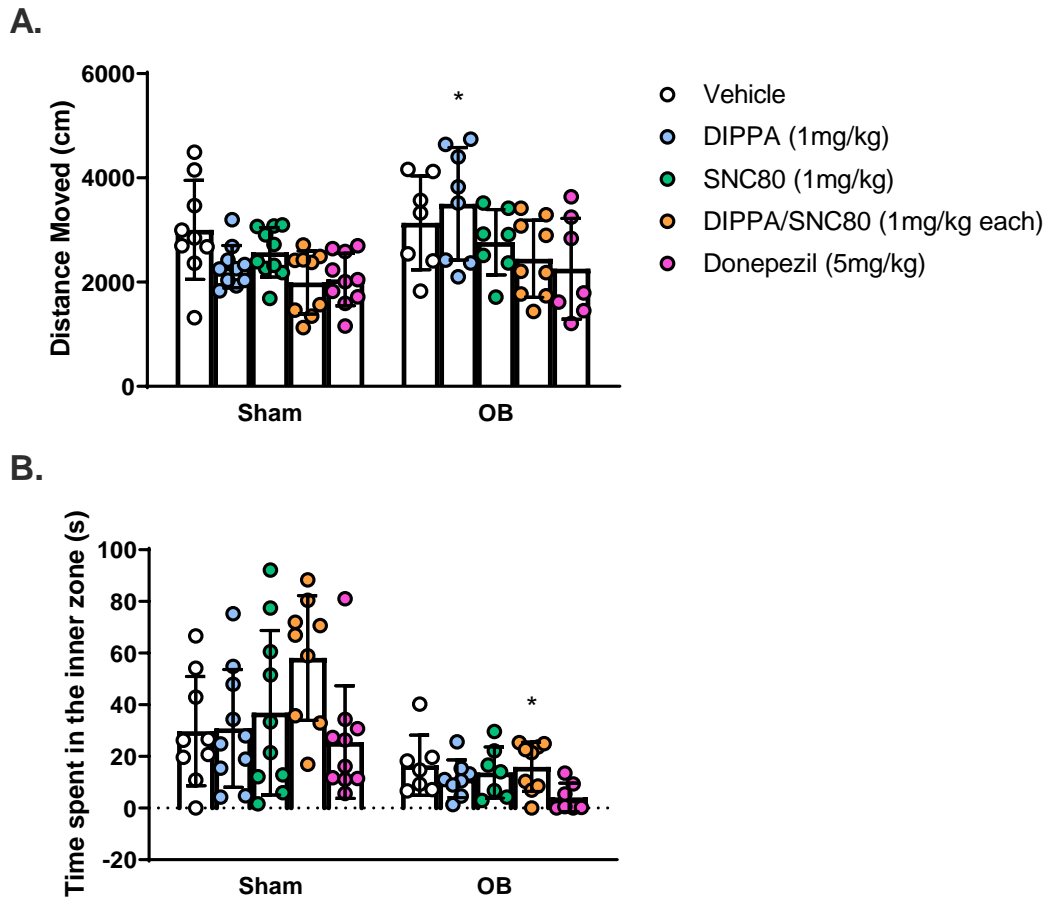 A.
6000
4000
2000
0
Distance Moved (cm)
*
Sham
OB
Vehicle
DIPPA (1mg/kg)
SNC80 (1mg/kg)
DIPPA/SNC80 (1mg/kg each)
Donepezil (5mg/kg)
B.
100
80
60
40
20
0
-20
Time spent in the inner zone (s)
*
Sham
OB